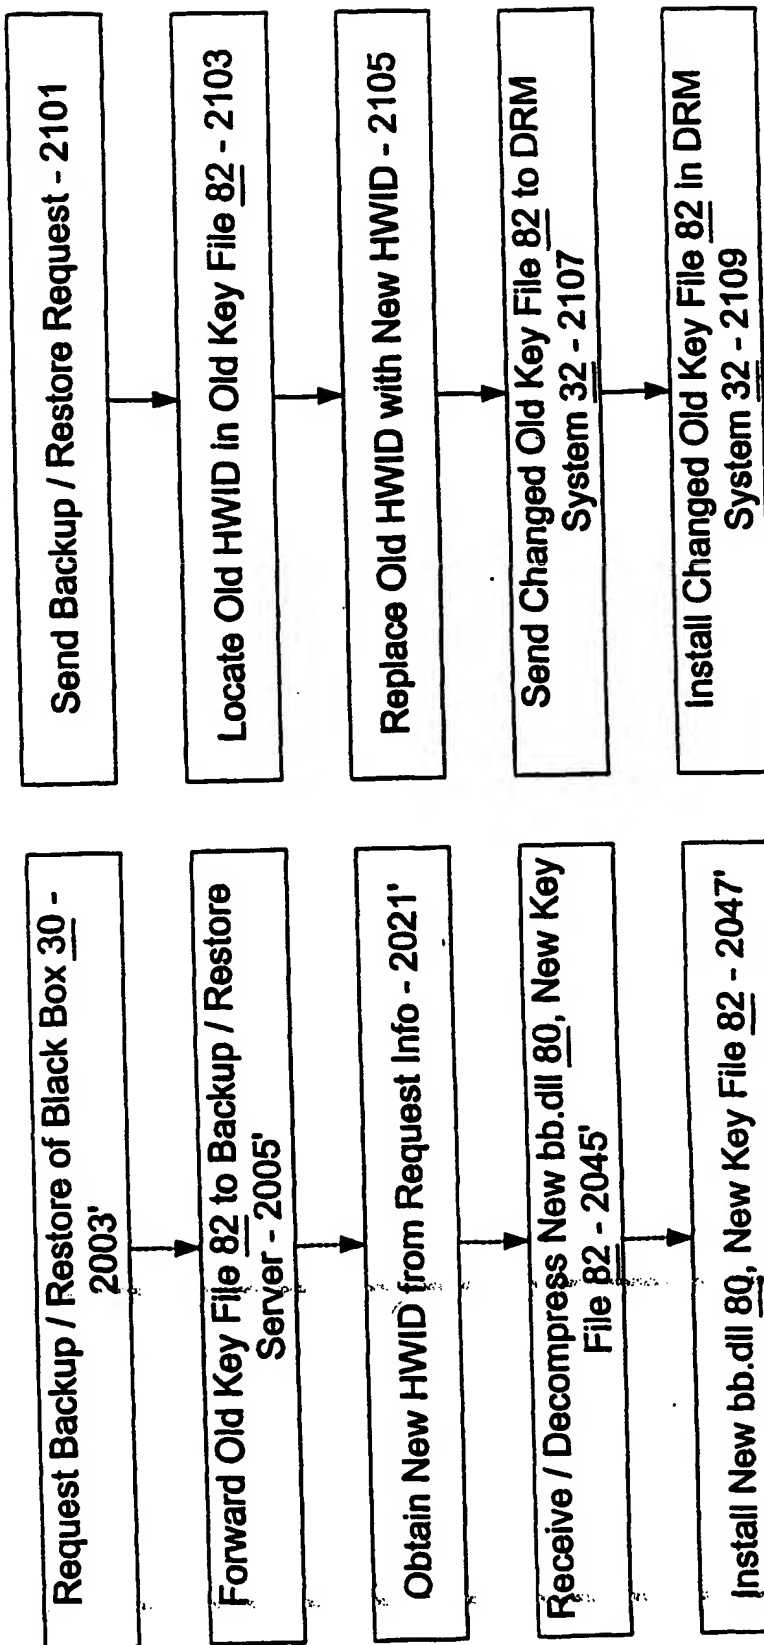 Request Backup / Restore of Black Box 30 -
2003'
Forward Old Key File 82 to Backup / Restore
Server - 2005'
Obtain New HWID from Request Info - 2021'
Receive / Decompress New bb.dll 80, New Key
File 82 - 2045'
Install New bb.dll 80, New Key File 82 - 2047'
Send Backup / Restore Request - 2101
Locate Old HWID in Old Key File 82 - 2103
Replace Old HWID with New HWID - 2105
Send Changed Old Key File 82 to DRM
System 32 - 2107
Install Changed Old Key File 82 in DRM
System 32 - 2109